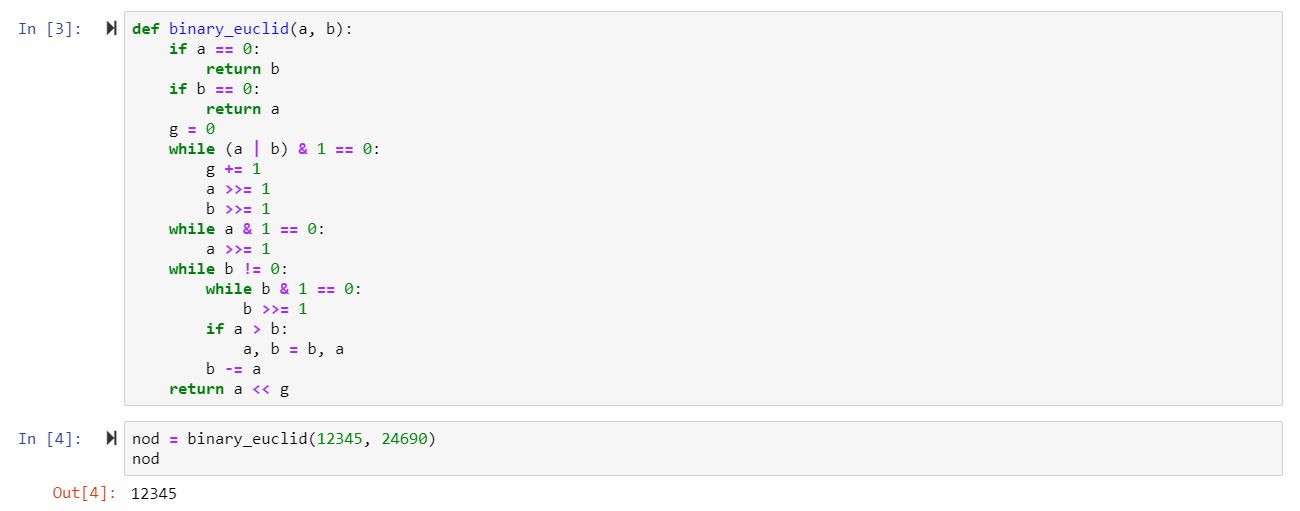 In [3]: def binary_euclid(a, b):
    if a == 0:
        return b
    if b == 0:
        return a
    g = 0
    while (a | b) & 1 == 0:
        g += 1
        a >>= 1
        b >>= 1
    while a & 1 == 0:
        a >>= 1
    while b != 0:
        while b & 1 == 0:
            b >>= 1
        if a > b:
            a, b = b, a
        b -= a
    return a << g
In [4]: nod = binary_euclid(12345, 24690)
nod
Out[4]: 12345